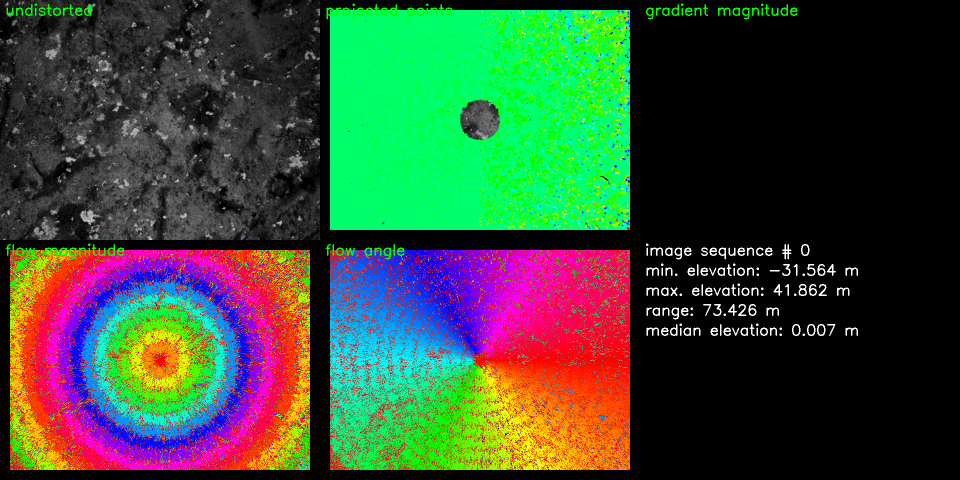 undistorted
projected points
gradient magnitude
flow magnitude
flow angle
image sequence # 0
min. elevation: -31.564 m
max. elevation: 41.862 m
range: 73.426 m
median elevation: 0.007 m